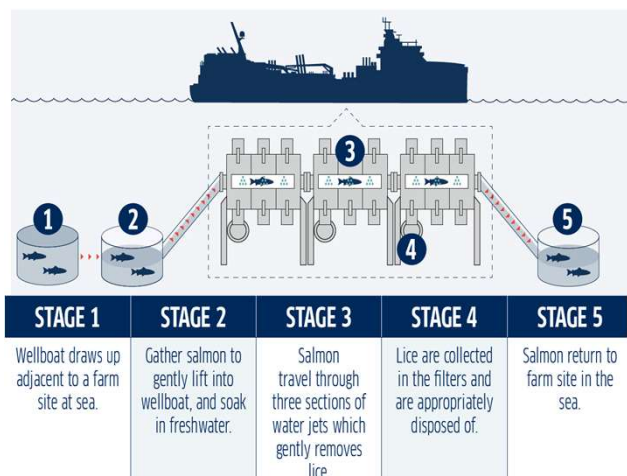 3
1
2
4
5
STAGE 1
STAGE 2
STAGE 3
STAGE 4
STAGE 5
Wellboat draws up
adjacent to a farm
site at sea.
Gather salmon to
gently lift into
wellboat, and soak
in freshwater.
Salmon
travel through
three sections of
water jets which
gently removes
lice
Lice are collected
in the filters and
are appropriately
disposed of.
Salmon return to
farm site in the
sea.